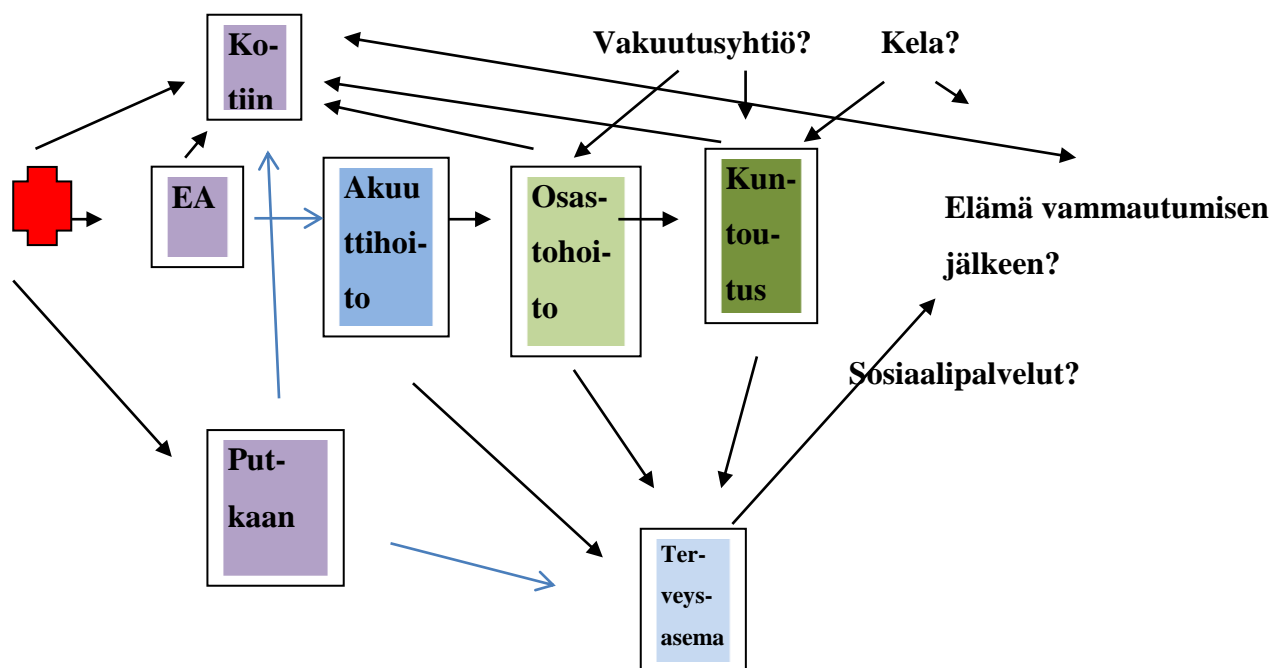 Ko-
tiin
Vakuutusyhtiö?
Kela?
EA
Akuu
ttihoi-
to
Osas-
tohoi-
to
Kun-
tou-
tus
Elämä vammautumisen
jälkeen?
Sosiaalipalvelut?
Put-
kaan
Ter-
veys-
asema